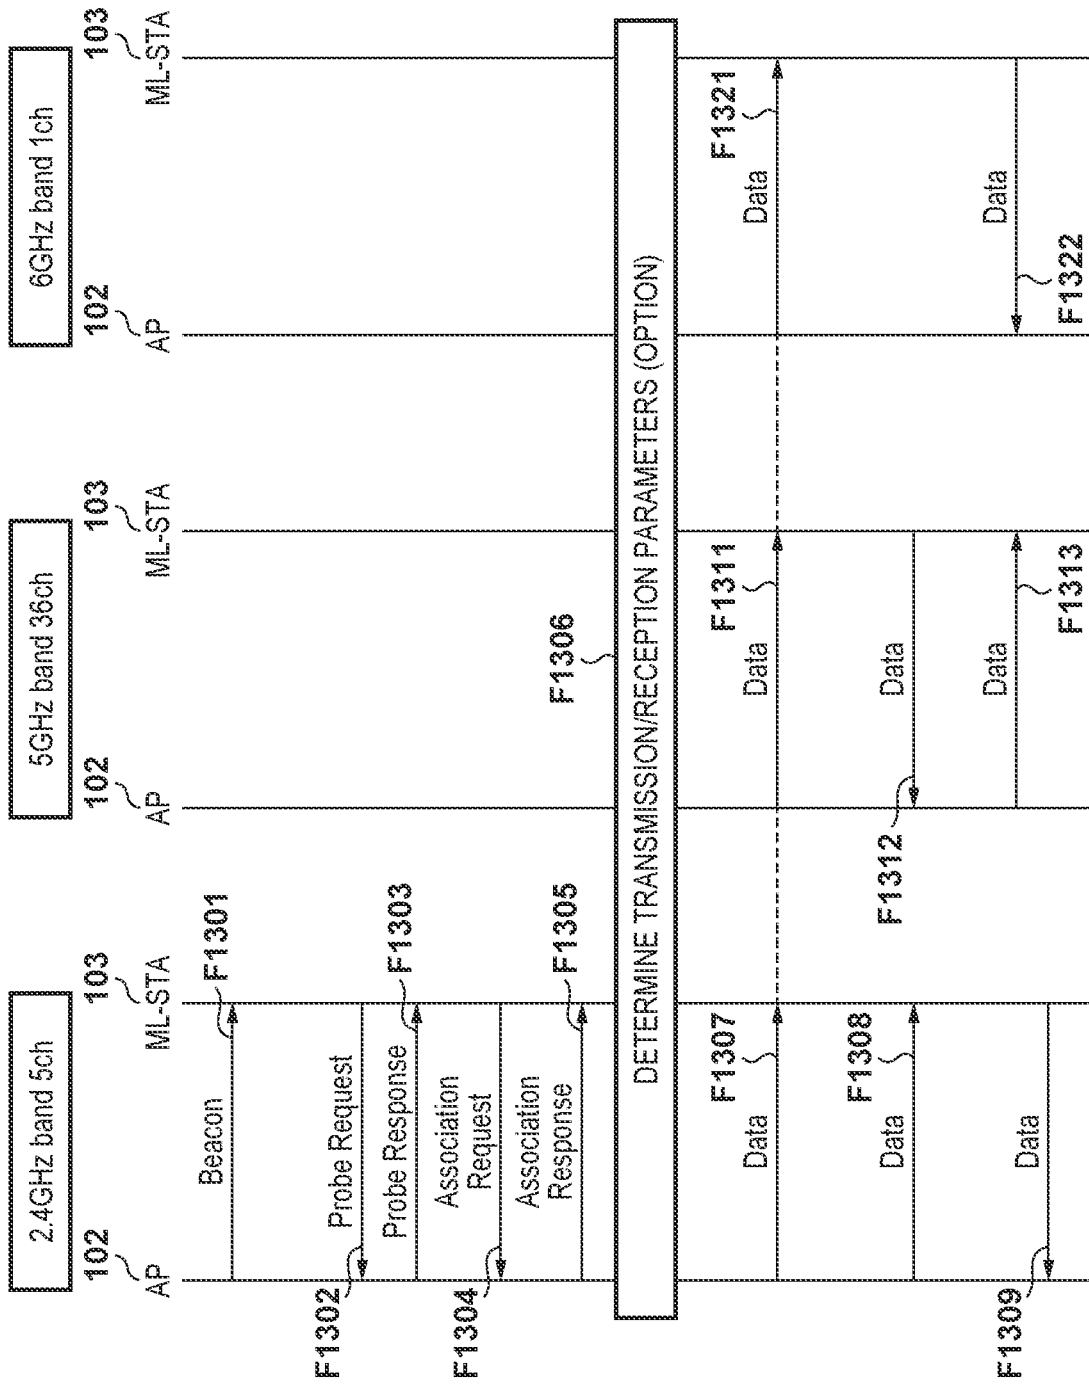 2.4GHz band 5ch
5GHz band 36ch
6GHz band 1ch
102
103
102
103
102
103
AP
ML-STA
AP
ML-STA
AP
ML-STA
Beacon
F1301
F1302
Probe Request
Probe Response
F1303
F1304
Association
Request
Association
Response
F1305
F1306
DETERMINE TRANSMISSION/RECEPTION PARAMETERS (OPTION)
Data
F1307
Data
F1311
Data
F1321
Data
F1308
F1312
Data
F1309
Data
Data
F1313
Data
F1322